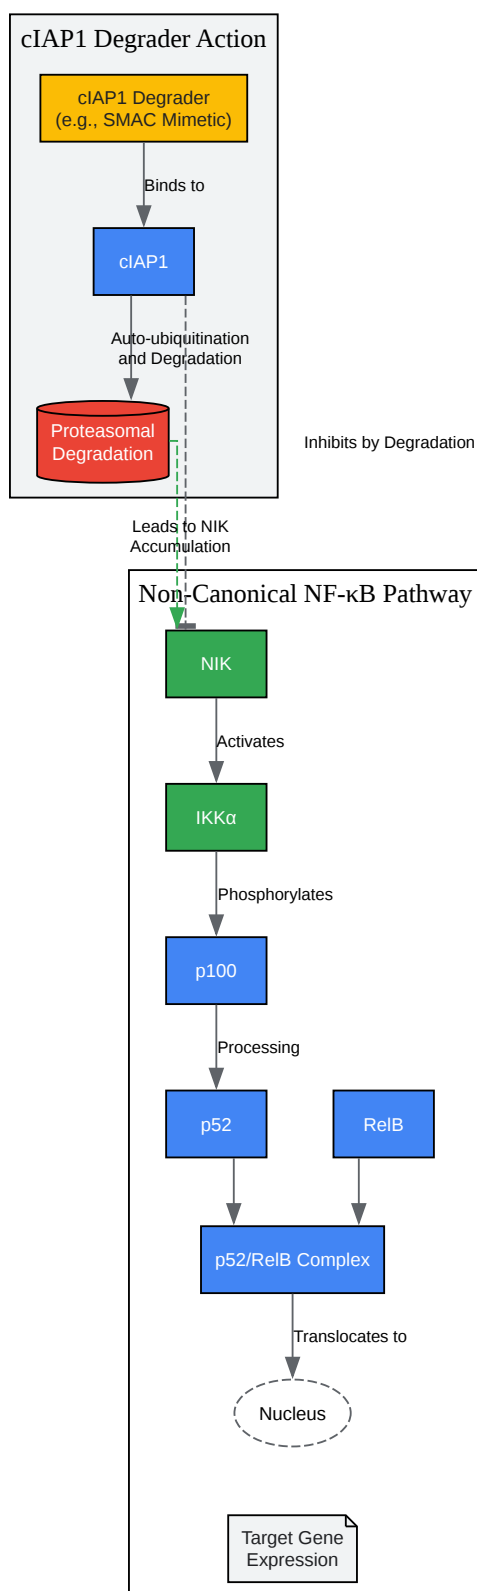 cIAP1 Degrader Action
cIAP1 Degrader
(e.g., SMAC Mimetic)
Binds to
cIAP1
Auto-ubiquitination
and Degradation
Proteasomal
Degradation
Inhibits by Degradation
Leads to NIK
Accumulation
Non-Canonical NF-κB Pathway
NIK
Activates
IKKα
Phosphorylates
p100
Processing
p52
RelB
p52/RelB Complex
Translocates to
Nucleus
Target Gene
Expression